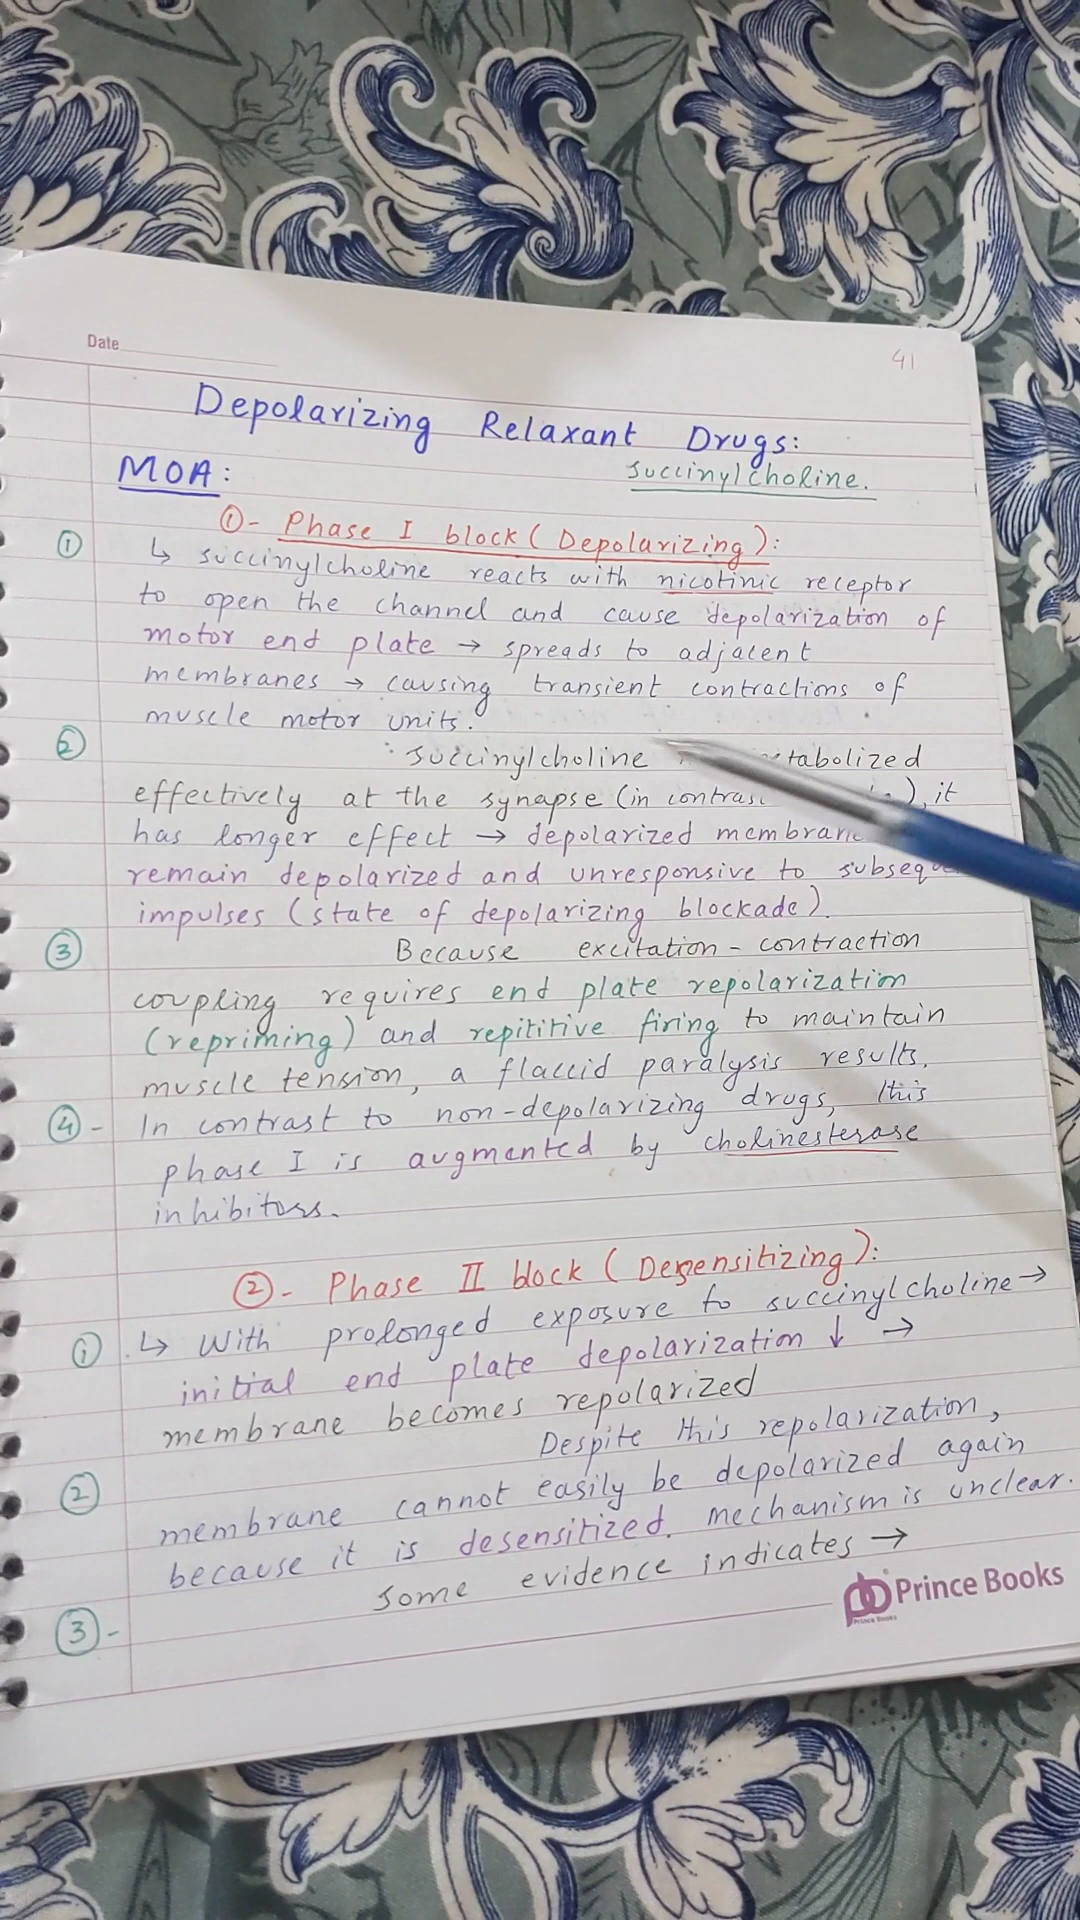 Date
41
Depolarizing Relaxant Drugs:
MOA:
succinylcholine.
①- Phase I block (Depolarizing):
① ↳ succinylcholine reacts with nicotinic receptor
to open the channel and cause depolarization of
motor end plate → spreads to adjacent
membranes → causing transient contractions of
muscle motor units.
② ∵ succinylcholine tabolized
effectively at the synapse (in contras ), it
has longer effect → depolarized membran
remain depolarized and unresponsive to subseque
impulses (state of depolarizing blockade).
③ Because excitation - contraction
coupling requires end plate repolarization
(repriming) and repititive firing to maintain
muscle tension, a flaccid paralysis results.
④- In contrast to non-depolarizing drugs, this
phase I is augmented by cholinesterase
inhibitors.
②- Phase II block (Desensitizing):
① ↳ With prolonged exposure to succinylcholine →
initial end plate depolarization ↓ →
membrane becomes repolarized
② Despite this repolarization,
membrane cannot easily be depolarized again
because it is desensitized. mechanism is unclear.
③- some evidence indicates →
Prince Books
Prince Books